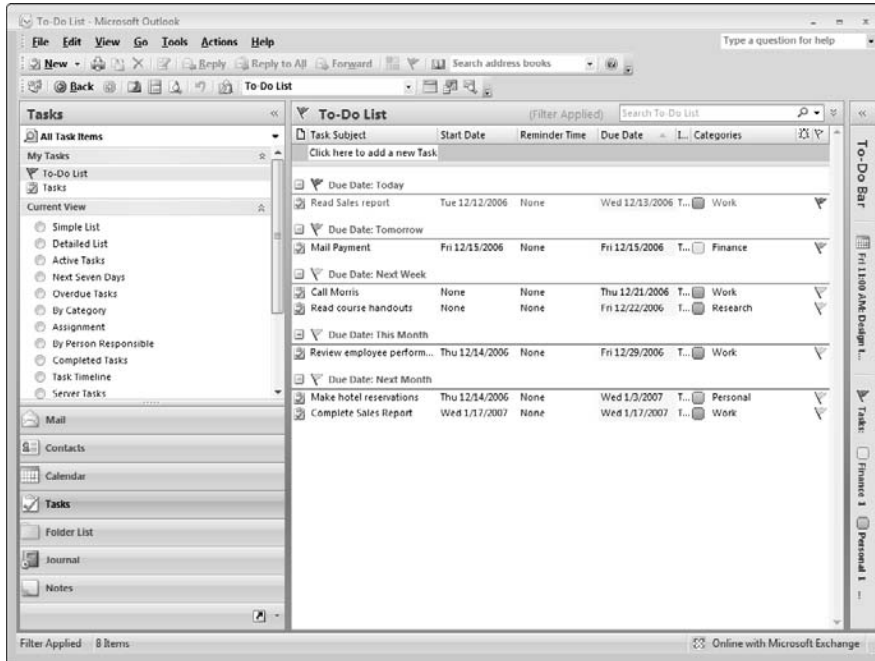 To-Do List - Microsoft Outlook
File Edit View Go Tools Actions Help
Type a question for help
New Reply Reply to All Forward Search address books
Back To-Do List
Tasks
All Task Items
My Tasks
To-Do List
Tasks
Current View
Simple List
Detailed List
Active Tasks
Next Seven Days
Overdue Tasks
By Category
Assignment
By Person Responsible
Completed Tasks
Task Timeline
Server Tasks
Mail
Contacts
Calendar
Tasks
Folder List
Journal
Notes
To-Do List (Filter Applied) Search To-Do List
Task Subject Start Date Reminder Time Due Date I... Categories
Click here to add a new Task
Due Date: Today
Read Sales report Tue 12/12/2006 None Wed 12/13/2006 T... Work
Due Date: Tomorrow
Mail Payment Fri 12/15/2006 None Fri 12/15/2006 T... Finance
Due Date: Next Week
Call Morris None None Thu 12/21/2006 T... Work
Read course handouts None None Fri 12/22/2006 T... Research
Due Date: This Month
Review employee perform... Thu 12/14/2006 None Fri 12/29/2006 T... Work
Due Date: Next Month
Make hotel reservations Thu 12/14/2006 None Wed 1/3/2007 T... Personal
Complete Sales Report Wed 1/17/2007 None Wed 1/17/2007 T... Work
To-Do Bar
Fri 11:00 AM: Design t...
Tasks: Finance 1 Personal 1 ...
Filter Applied 8 Items
Online with Microsoft Exchange